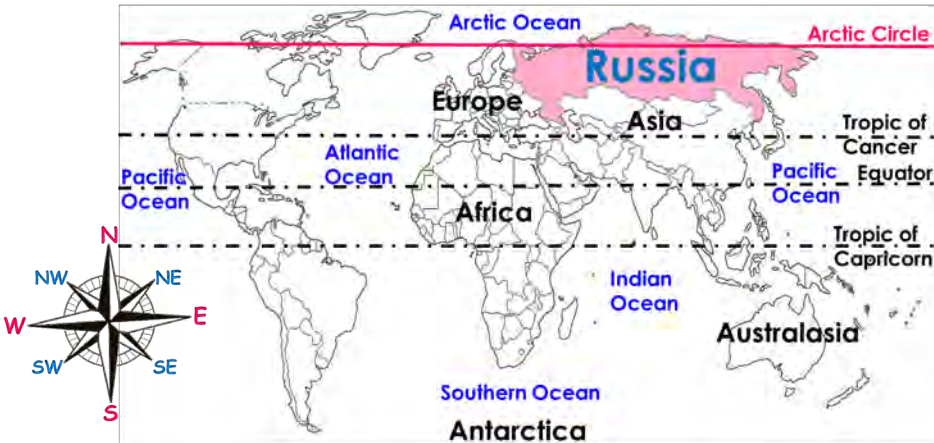 Arctic Ocean
Arctic Circle
Russia
Europe
Asia
Tropic of
Cancer
Atlantic
Ocean
Pacific
Ocean
Pacific
Ocean
Equator
Africa
Tropic of
Capricorn
N
NW
NE
W
E
SW
SE
S
Indian
Ocean
Australasia
Southern Ocean
Antarctica